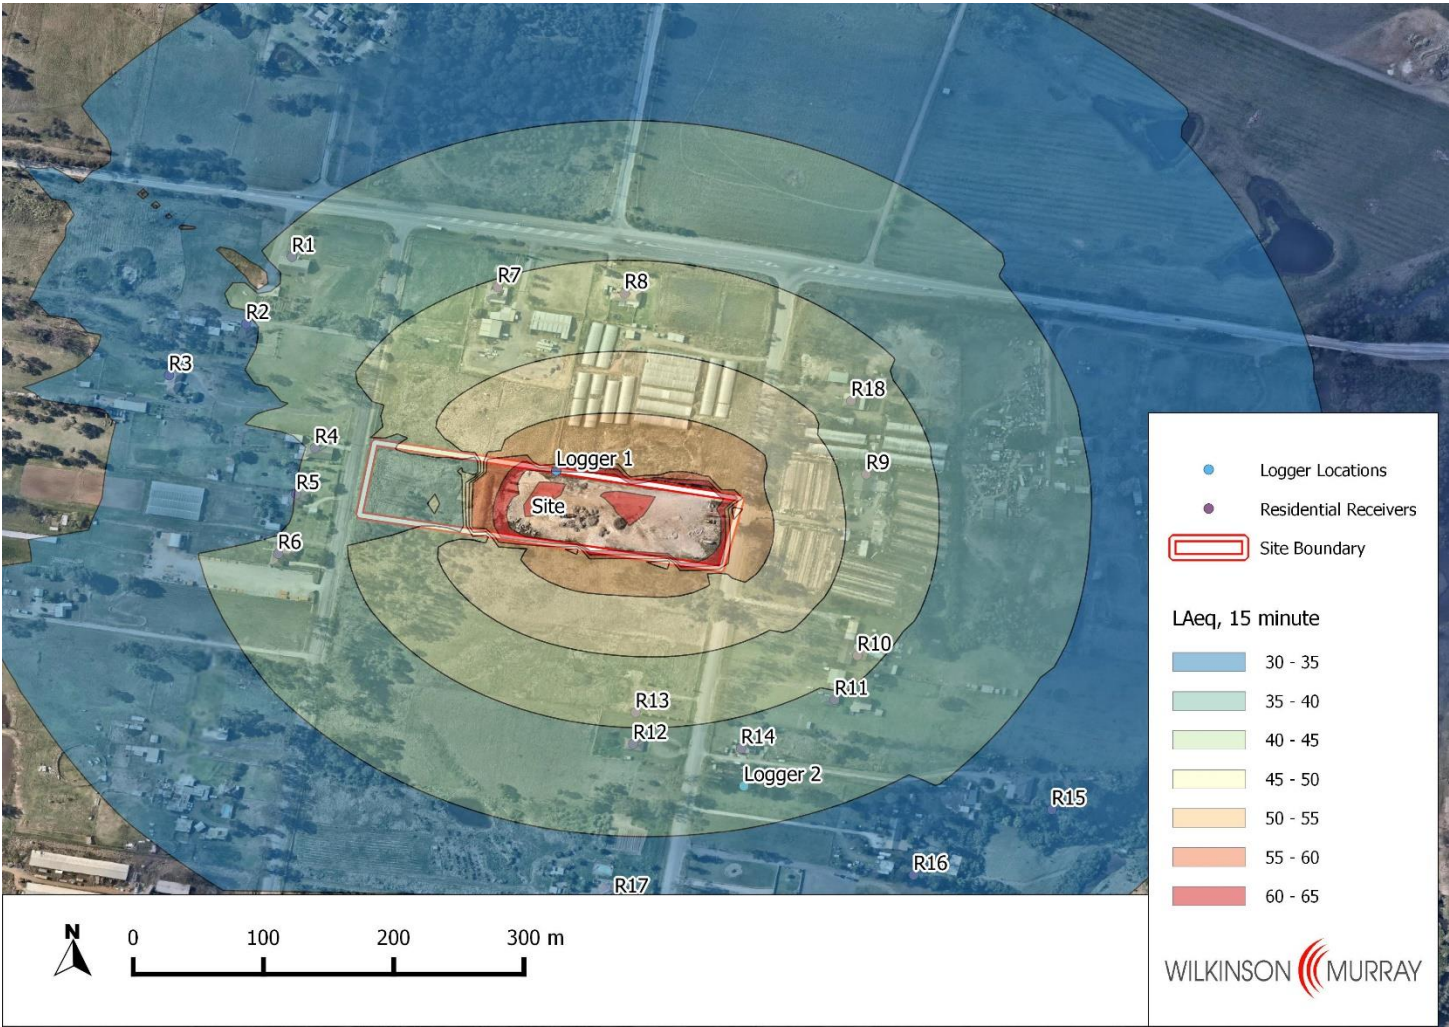 R1
R7
R8
R2
R3
R18
R4
Logger 1
R9
R5
Site
R6
R10
R11
R13
R12
R14
Logger 2
R15
R16
R17
Logger Locations
Residential Receivers
Site Boundary
LAeq, 15 minute
30 - 35
35 - 40
40 - 45
45 - 50
50 - 55
55 - 60
60 - 65
N
0 100 200 300 m
WILKINSON MURRAY